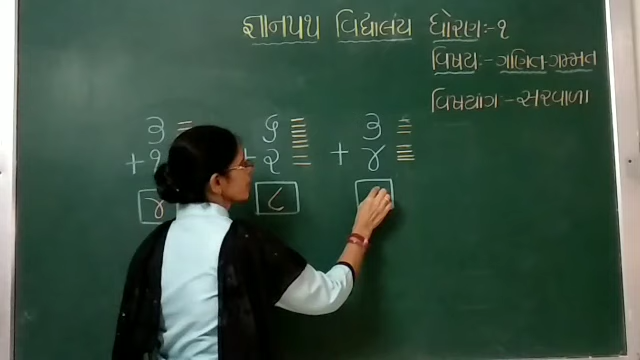 જ્ઞાનપથ વિદ્યાલય ધોરણ:-૧
વિષય:- ગણિત-ગમ્મત
વિષયાંગ:- સરવાળા
૩ ૬ ૩
+૧ +૨ +૪
૪ ૮